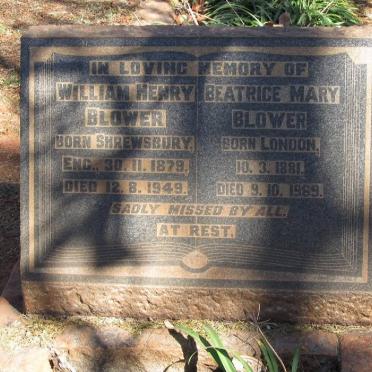 IN LOVING MEMORY OF
WILLIAM HENRY
BLOWER
BORN SHREWSBURY,
ENG., 30.11.1879,
DIED 12.8.1949.
BEATRICE MARY
BLOWER
BORN LONDON,
10.3.1881.
DIED 9.10.1969.
SADLY MISSED BY ALL.
AT REST.